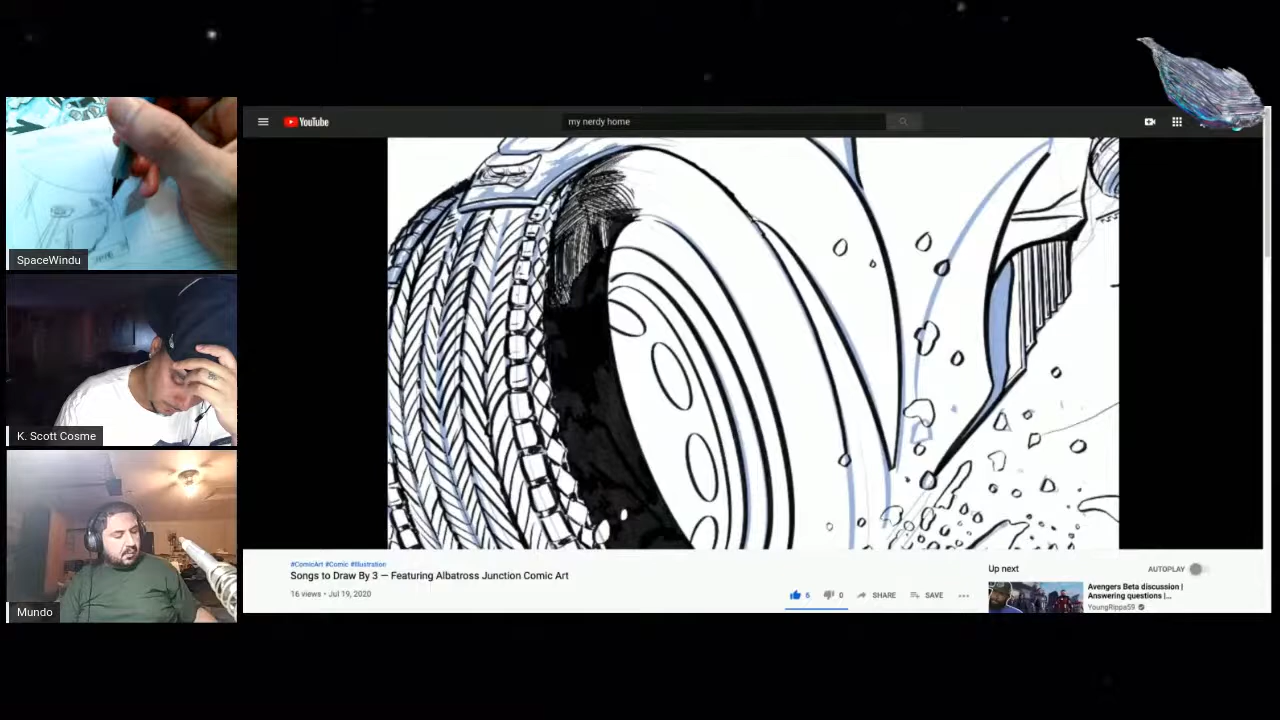 YouTube
my nerdy home
SpaceWindu
K. Scott Cosme
Mundo
#ComicArt #Comic #Illustration
Songs to Draw By 3 — Featuring Albatross Junction Comic Art
16 views • Jul 19, 2020
6
0
SHARE
SAVE
Up next
AUTOPLAY
Avengers Beta discussion |
Answering questions |...
YoungRippa59